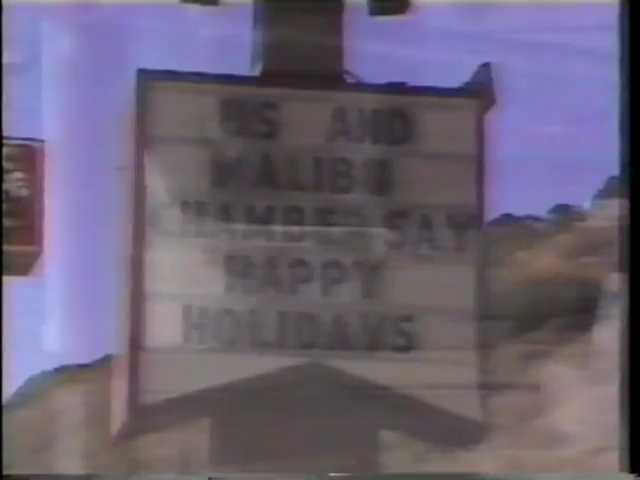 US AND
MALIBU
CHAMBER SAY
HAPPY
HOLIDAYS